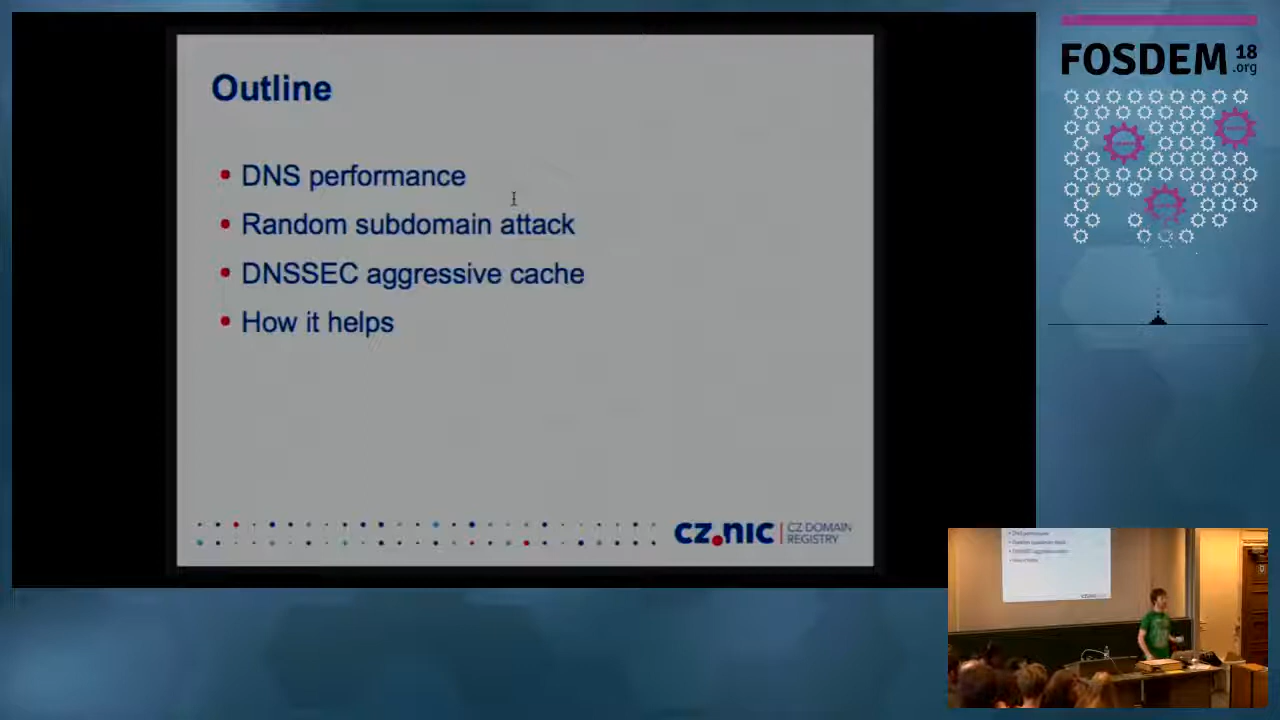 Outline
DNS performance
Random subdomain attack
DNSSEC aggressive cache
How it helps
CZ.NIC
CZ DOMAIN
REGISTRY
FOSDEM
18
.org